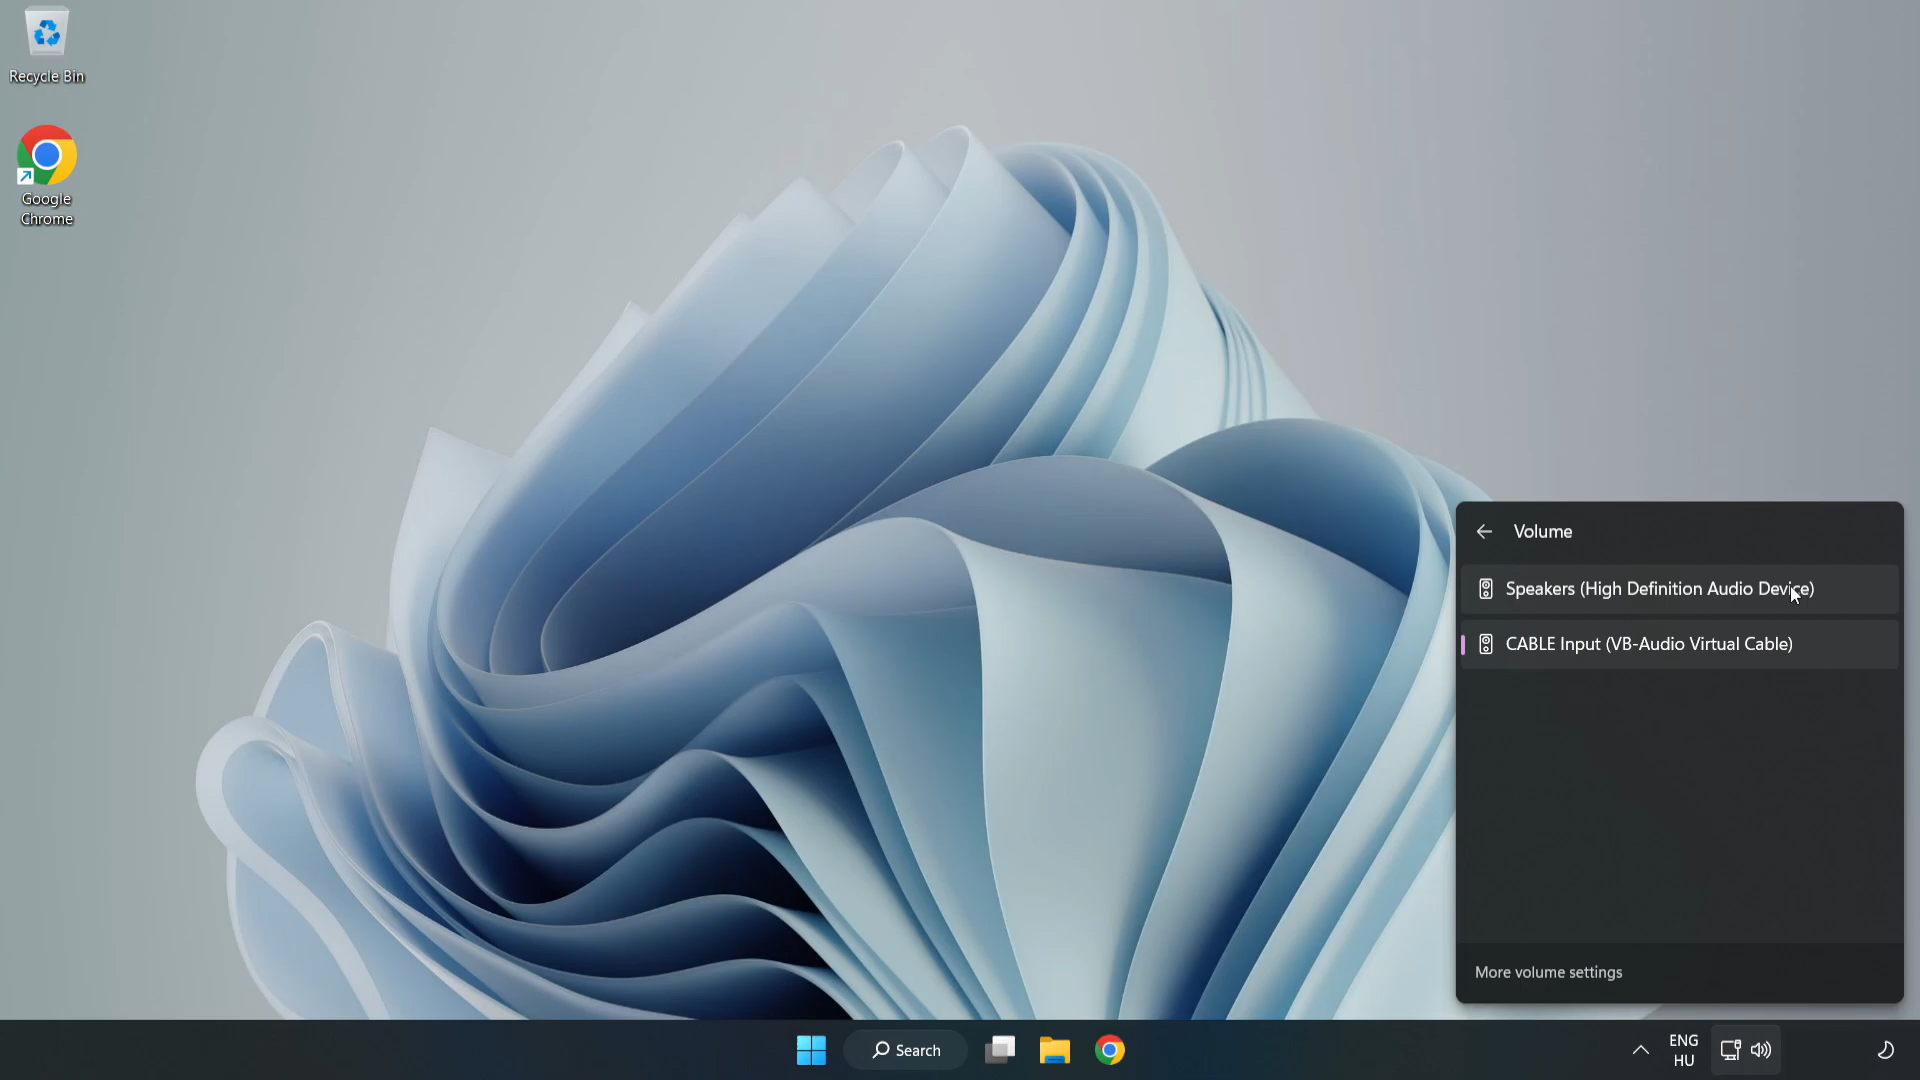 Recycle Bin
Google
Chrome
Volume
Speakers (High Definition Audio Device)
CABLE Input (VB-Audio Virtual Cable)
More volume settings
Search
ENG
HU